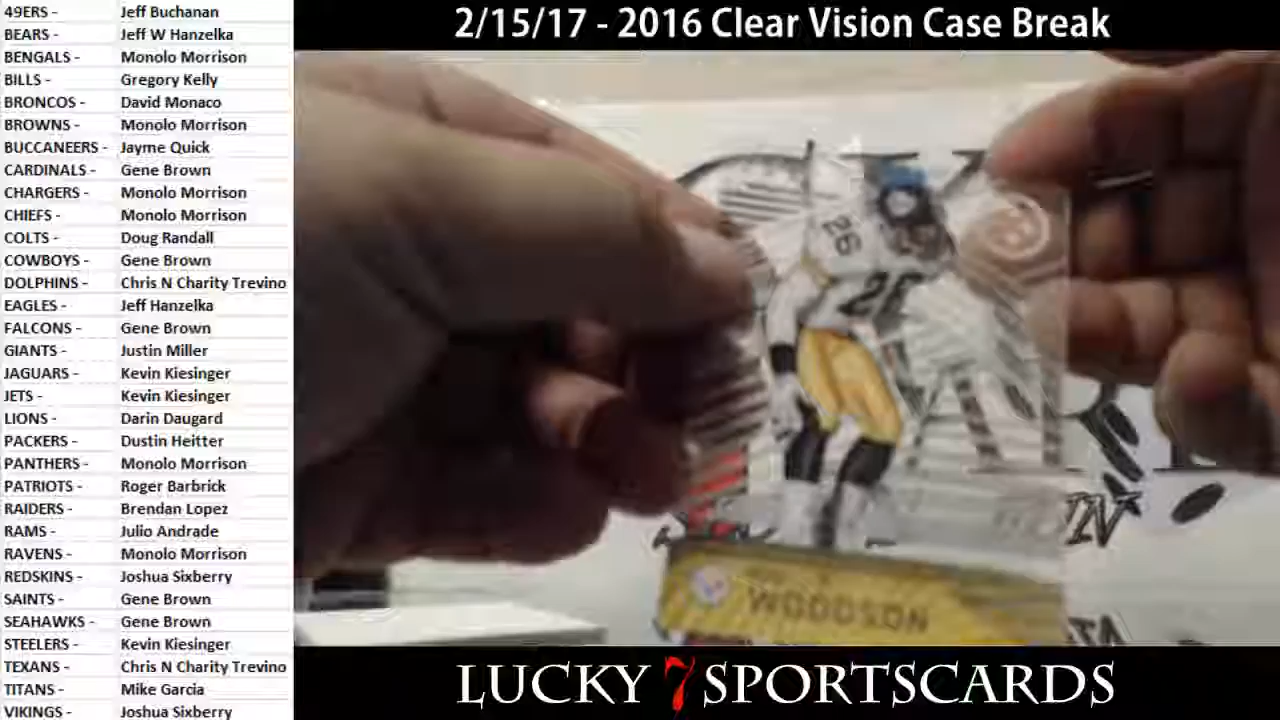 2/15/17 - 2016 Clear Vision Case Break
49ERS - Jeff Buchanan
BEARS - Jeff W Hanzelka
BENGALS - Monolo Morrison
BILLS - Gregory Kelly
BRONCOS - David Monaco
BROWNS - Monolo Morrison
BUCCANEERS - Jayme Quick
CARDINALS - Gene Brown
CHARGERS - Monolo Morrison
CHIEFS - Monolo Morrison
COLTS - Doug Randall
COWBOYS - Gene Brown
DOLPHINS - Chris N Charity Trevino
EAGLES - Jeff Hanzelka
FALCONS - Gene Brown
GIANTS - Justin Miller
JAGUARS - Kevin Kiesinger
JETS - Kevin Kiesinger
LIONS - Darin Daugard
PACKERS - Dustin Heitter
PANTHERS - Monolo Morrison
PATRIOTS - Roger Barbrick
RAIDERS - Brendan Lopez
RAMS - Julio Andrade
RAVENS - Monolo Morrison
REDSKINS - Joshua Sixberry
SAINTS - Gene Brown
SEAHAWKS - Gene Brown
STEELERS - Kevin Kiesinger
TEXANS - Chris N Charity Trevino
TITANS - Mike Garcia
VIKINGS - Joshua Sixberry
26
26
WOODSON
LUCKY 7 SPORTSCARDS